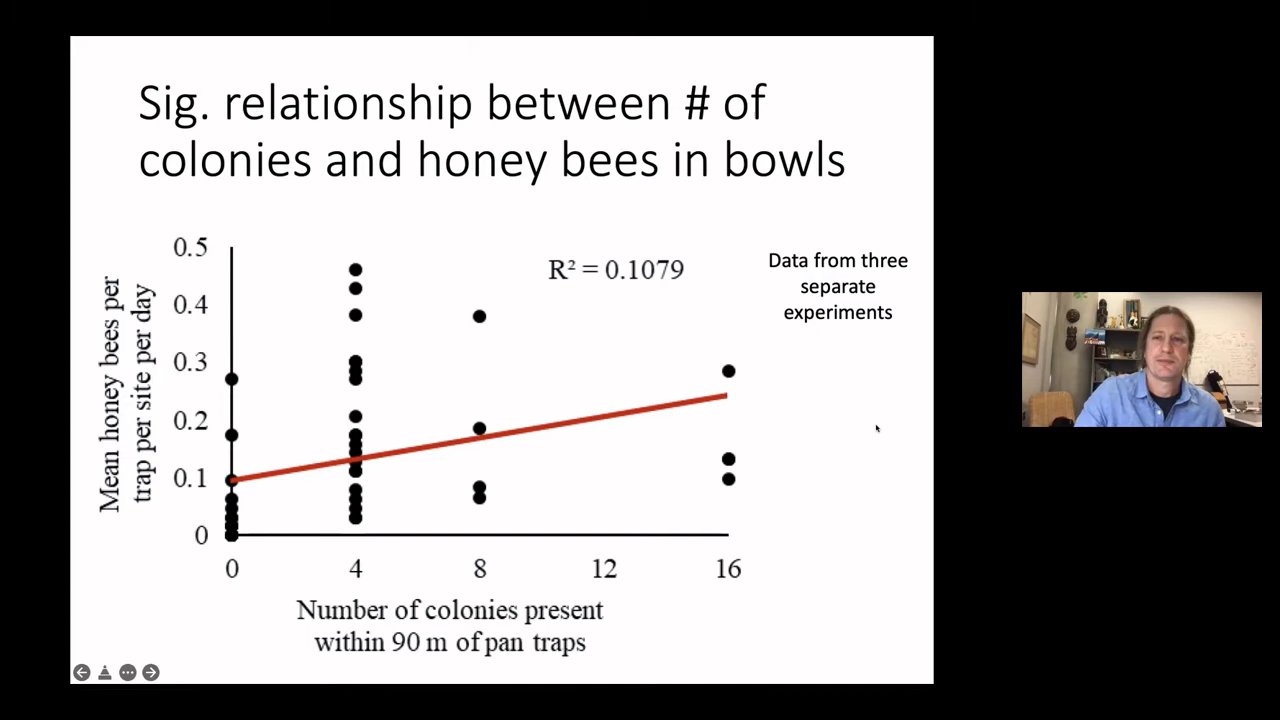 Sig. relationship between # of
colonies and honey bees in bowls
Mean honey bees per
trap per site per day
0.5
0.4
0.3
0.2
0.1
0
R² = 0.1079
Data from three
separate
experiments
0 4 8 12 16
Number of colonies present
within 90 m of pan traps